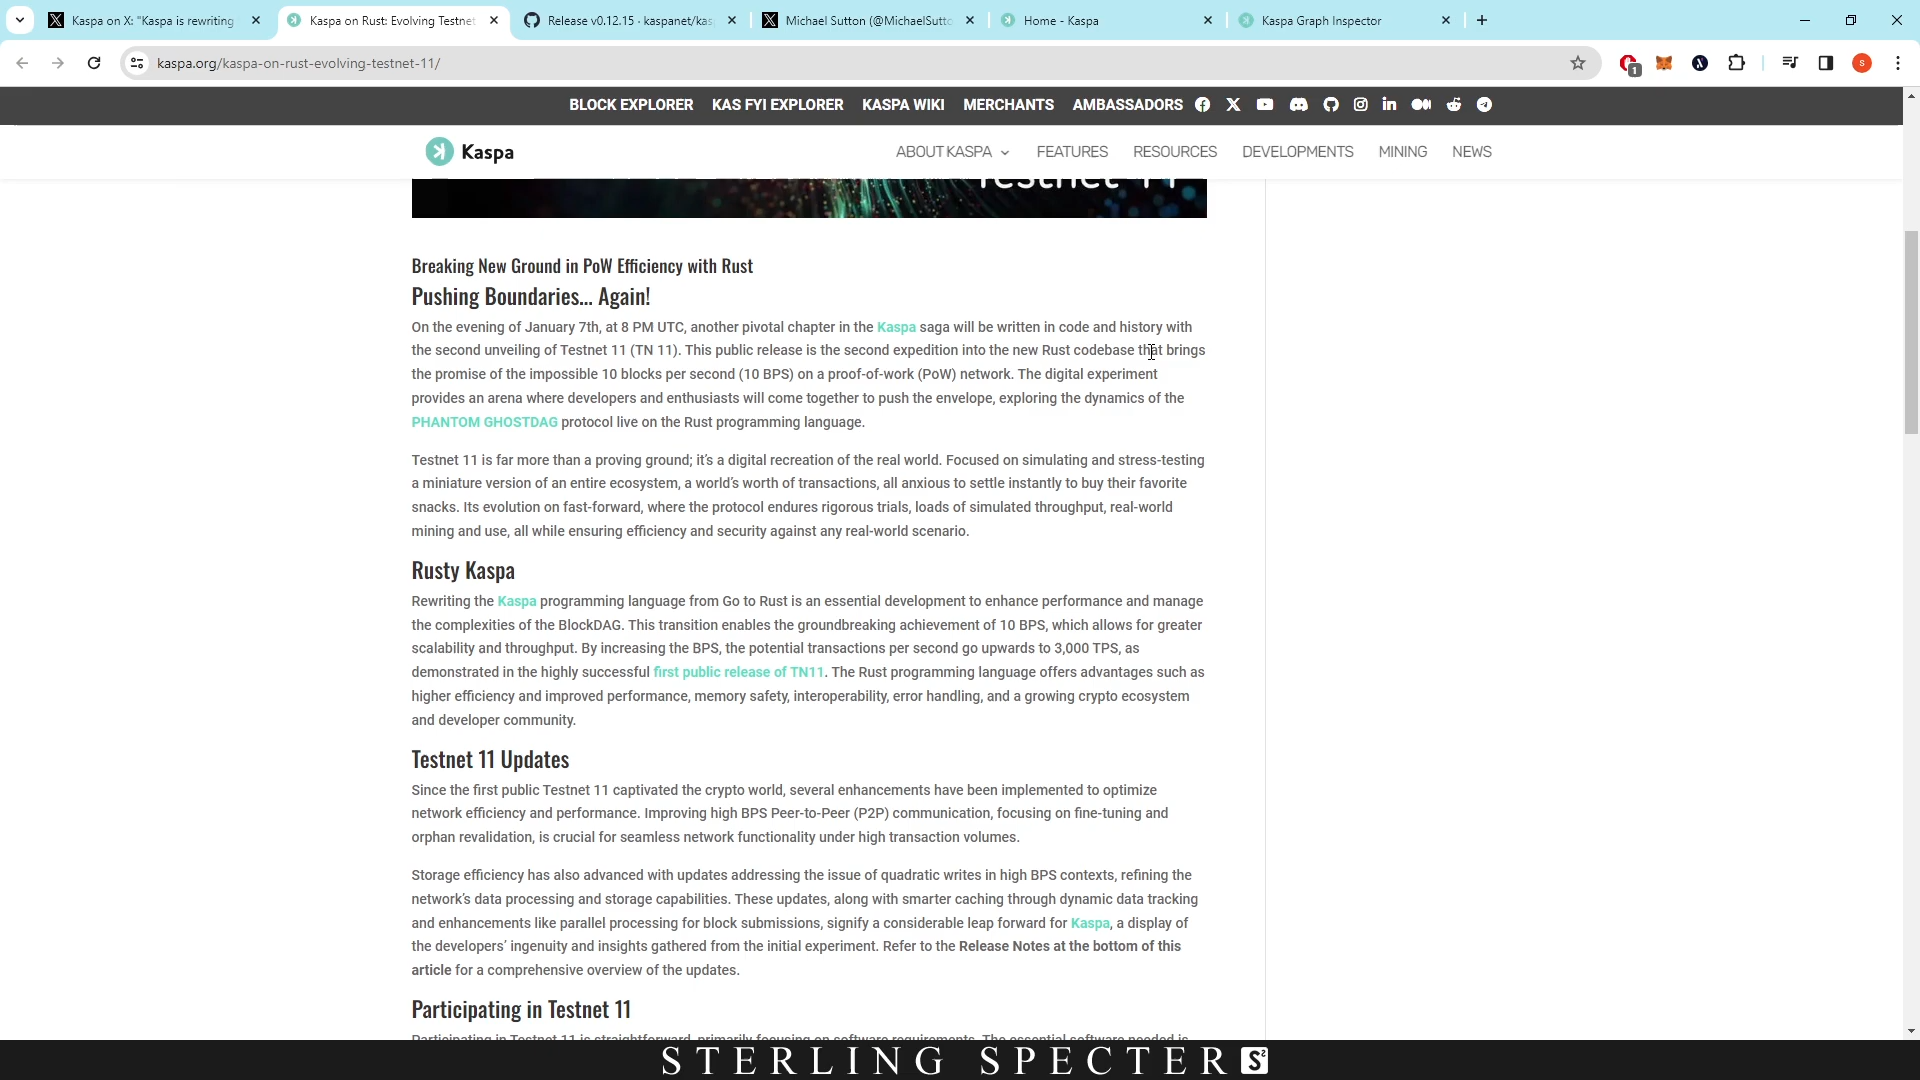 Kaspa on X: "Kaspa is rewriting
Kaspa on Rust: Evolving Testnet
Release v0.12.15 · kaspanet/kas
Michael Sutton (@MichaelSutto
Home - Kaspa
Kaspa Graph Inspector
kaspa.org/kaspa-on-rust-evolving-testnet-11/
1
S
BLOCK EXPLORER KAS FYI EXPLORER KASPA WIKI MERCHANTS AMBASSADORS
Kaspa
ABOUT KASPA FEATURES RESOURCES DEVELOPMENTS MINING NEWS
Testnet 11
Breaking New Ground in PoW Efficiency with Rust
Pushing Boundaries... Again!
On the evening of January 7th, at 8 PM UTC, another pivotal chapter in the Kaspa saga will be written in code and history with
the second unveiling of Testnet 11 (TN 11). This public release is the second expedition into the new Rust codebase that brings
the promise of the impossible 10 blocks per second (10 BPS) on a proof-of-work (PoW) network. The digital experiment
provides an arena where developers and enthusiasts will come together to push the envelope, exploring the dynamics of the
PHANTOM GHOSTDAG protocol live on the Rust programming language.
Testnet 11 is far more than a proving ground; it's a digital recreation of the real world. Focused on simulating and stress-testing
a miniature version of an entire ecosystem, a world's worth of transactions, all anxious to settle instantly to buy their favorite
snacks. Its evolution on fast-forward, where the protocol endures rigorous trials, loads of simulated throughput, real-world
mining and use, all while ensuring efficiency and security against any real-world scenario.
Rusty Kaspa
Rewriting the Kaspa programming language from Go to Rust is an essential development to enhance performance and manage
the complexities of the BlockDAG. This transition enables the groundbreaking achievement of 10 BPS, which allows for greater
scalability and throughput. By increasing the BPS, the potential transactions per second go upwards to 3,000 TPS, as
demonstrated in the highly successful first public release of TN11. The Rust programming language offers advantages such as
higher efficiency and improved performance, memory safety, interoperability, error handling, and a growing crypto ecosystem
and developer community.
Testnet 11 Updates
Since the first public Testnet 11 captivated the crypto world, several enhancements have been implemented to optimize
network efficiency and performance. Improving high BPS Peer-to-Peer (P2P) communication, focusing on fine-tuning and
orphan revalidation, is crucial for seamless network functionality under high transaction volumes.
Storage efficiency has also advanced with updates addressing the issue of quadratic writes in high BPS contexts, refining the
network's data processing and storage capabilities. These updates, along with smarter caching through dynamic data tracking
and enhancements like parallel processing for block submissions, signify a considerable leap forward for Kaspa, a display of
the developers' ingenuity and insights gathered from the initial experiment. Refer to the Release Notes at the bottom of this
article for a comprehensive overview of the updates.
Participating in Testnet 11
Participating in Testnet 11 is straightforward, primarily focusing on software requirements. The essential software needed is
STERLING SPECTER S²